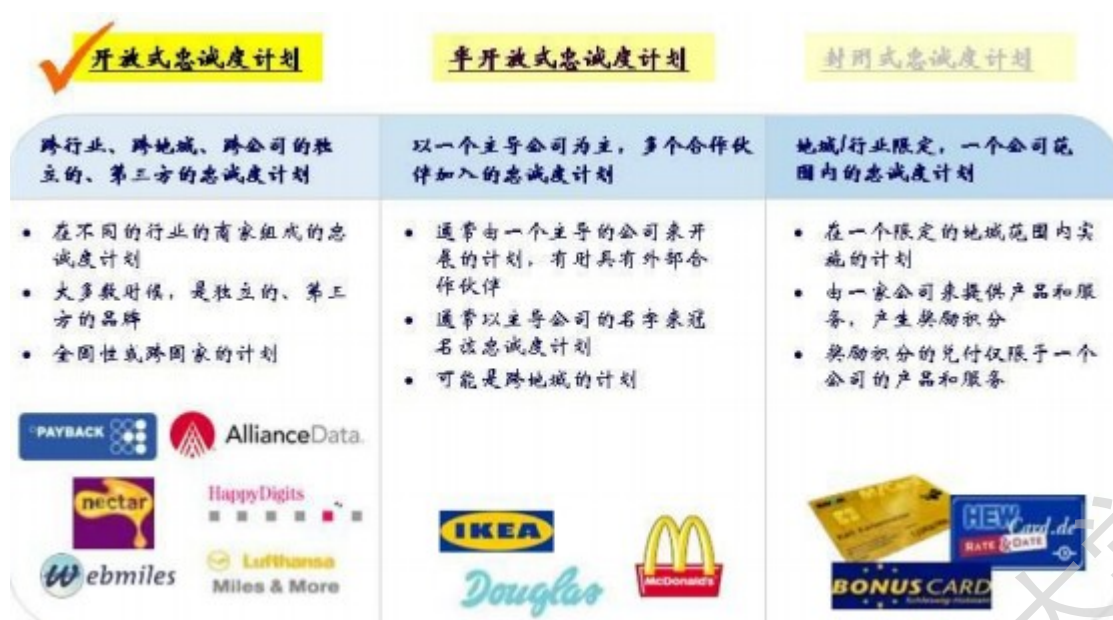 开放式忠诚度计划
半开放式忠诚度计划
封闭式忠诚度计划
跨行业、跨地域、跨公司的独
立的、第三方的忠诚度计划
以一个主导公司为主，多个合作伙
伴加入的忠诚度计划
地域/行业限定，一个公司范
围内的忠诚度计划
• 在不同的行业的商家组成的忠
诚度计划
• 大多数时候，是独立的、第三
方的品牌
• 全国性或跨国家的计划
• 通常由一个主导的公司来开
展的计划，有时具有外部合
作伙伴
• 通常以主导公司的名字来冠
名该忠诚度计划
• 可能是跨地域的计划
• 在一个限定的地域范围内实
施的计划
• 由一家公司来提供产品和服
务，产生奖励积分
• 奖励积分的兑付仅限于一个
公司的产品和服务
PAYBACK
AllianceData.
nectar
HappyDigits
webmiles
Lufthansa
Miles & More
IKEA
Douglas
McDonald's
HEW
Card.de
RATE & DATE
BONUS CARD